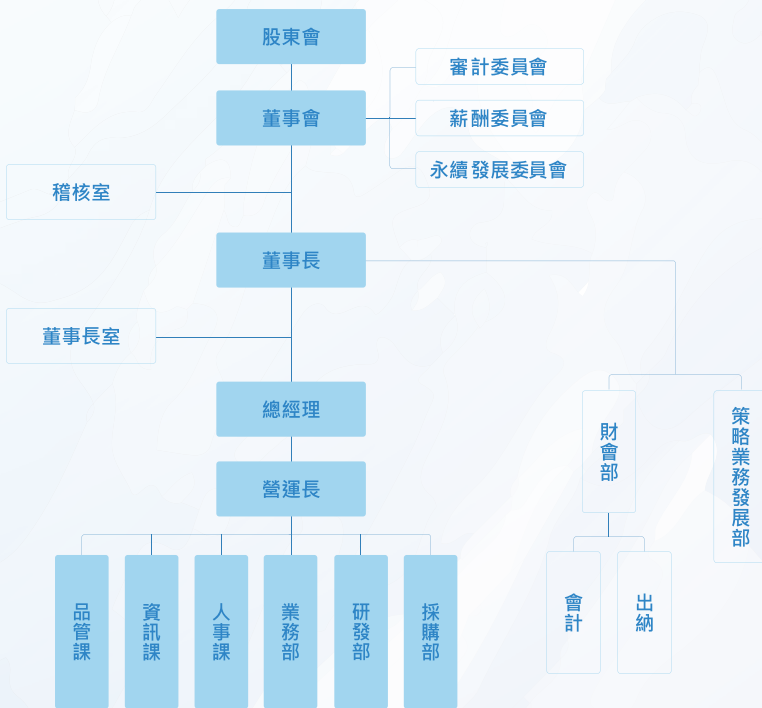 股東會
董事會
審計委員會
薪酬委員會
永續發展委員會
稽核室
董事長
董事長室
總經理
營運長
財會部
策略業務發展部
品管課
資訊課
人事課
業務部
研發部
採購部
會計
出納